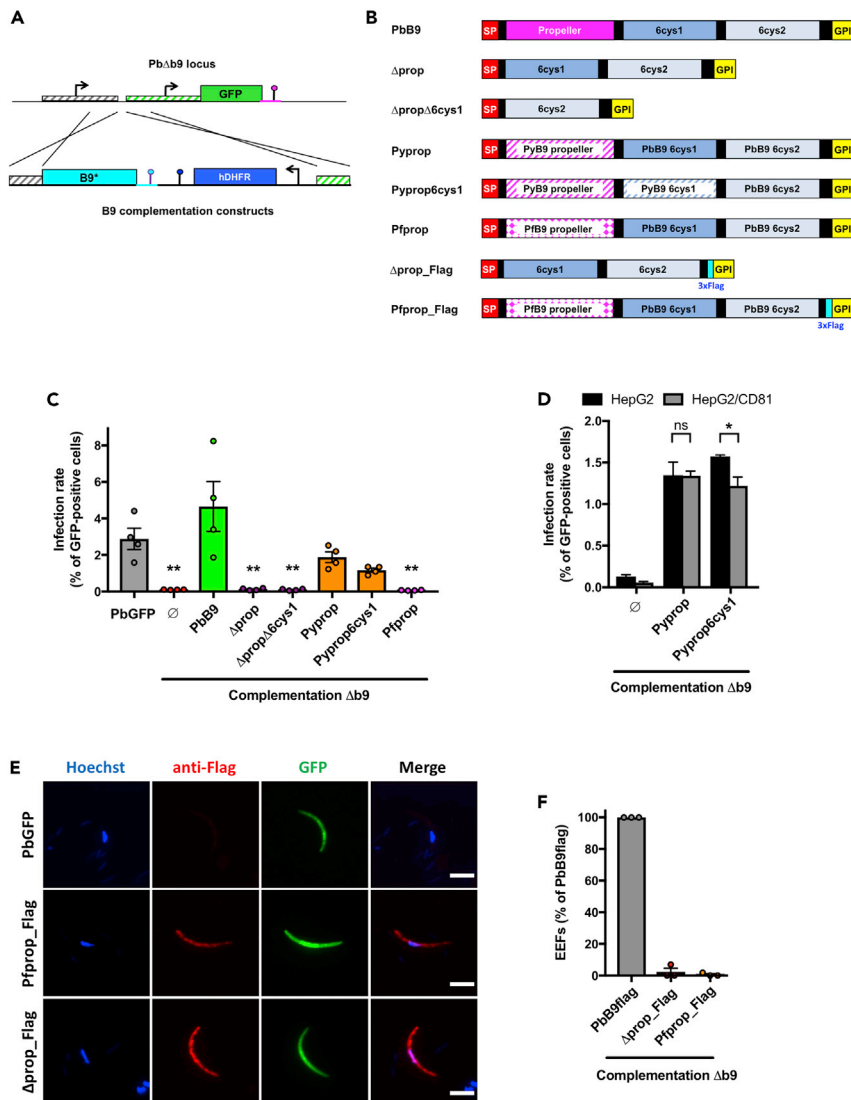 A
PbΔb9 locus
GFP
B9*
hDHFR
B9 complementation constructs
B
PbB9
SP
Propeller
6cys1
6cys2
GPI
Δprop
SP
6cys1
6cys2
GPI
ΔpropΔ6cys1
SP
6cys2
GPI
Pyprop
SP
PyB9 propeller
PbB9 6cys1
PbB9 6cys2
GPI
Pyprop6cys1
SP
PyB9 propeller
PyB9 6cys1
PbB9 6cys2
GPI
Pfprop
SP
PfB9 propeller
PbB9 6cys1
PbB9 6cys2
GPI
Δprop_Flag
SP
6cys1
6cys2
GPI
3xFlag
Pfprop_Flag
SP
PfB9 propeller
PbB9 6cys1
PbB9 6cys2
GPI
3xFlag
C
Infection rate
(% of GFP-positive cells)
8
6
4
2
0
**
**
**
**
PbGFP
∅
PbB9
Δprop
ΔpropΔ6cys1
Pyprop
Pyprop6cys1
Pfprop
Complementation Δb9
D
HepG2
HepG2/CD81
Infection rate
(% of GFP-positive cells)
2.0
1.5
1.0
0.5
0.0
ns
*
∅
Pyprop
Pyprop6cys1
Complementation Δb9
E
Hoechst
anti-Flag
GFP
Merge
PbGFP
Pfprop_Flag
Δprop_Flag
F
EEFs (% of PbB9flag)
100
80
60
40
20
0
PbB9flag
Δprop_Flag
Pfprop_Flag
Complementation Δb9